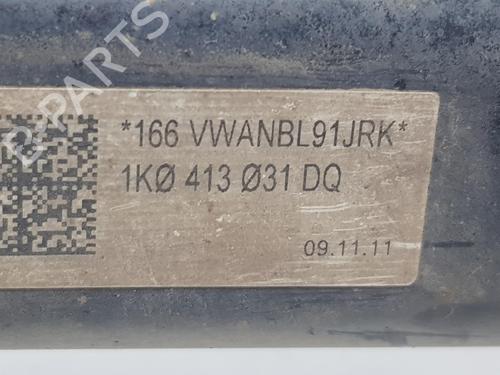 B-PARTS
*166 VWANBL91JRK*
1KØ 413 Ø31 DQ
09.11.11